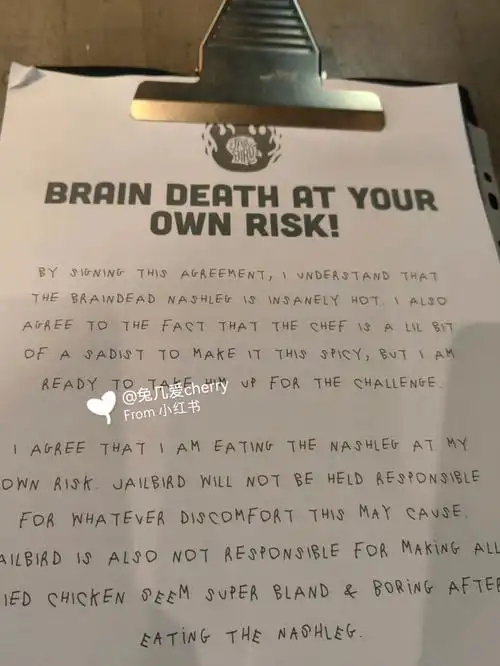 JAIL BIRD
BRAIN DEATH AT YOUR
OWN RISK!
BY SIGNING THIS AGREEMENT, I UNDERSTAND THAT
THE BRAINDEAD NASHLEG IS INSANELY HOT. I ALSO
AGREE TO THE FACT THAT THE CHEF IS A LIL BIT
OF A SADIST TO MAKE IT THIS SPICY, BUT I AM
READY TO TAKE HIM UP FOR THE CHALLENGE.
@兔几爱cherry
From 小红书
I AGREE THAT I AM EATING THE NASHLEG AT MY
OWN RISK. JAILBIRD WILL NOT BE HELD RESPONSIBLE
FOR WHATEVER DISCOMFORT THIS MAY CAUSE.
AILBIRD IS ALSO NOT RESPONSIBLE FOR MAKING ALL
IED CHICKEN SEEM SUPER BLAND & BORING AFTER
EATING THE NASHLEG.